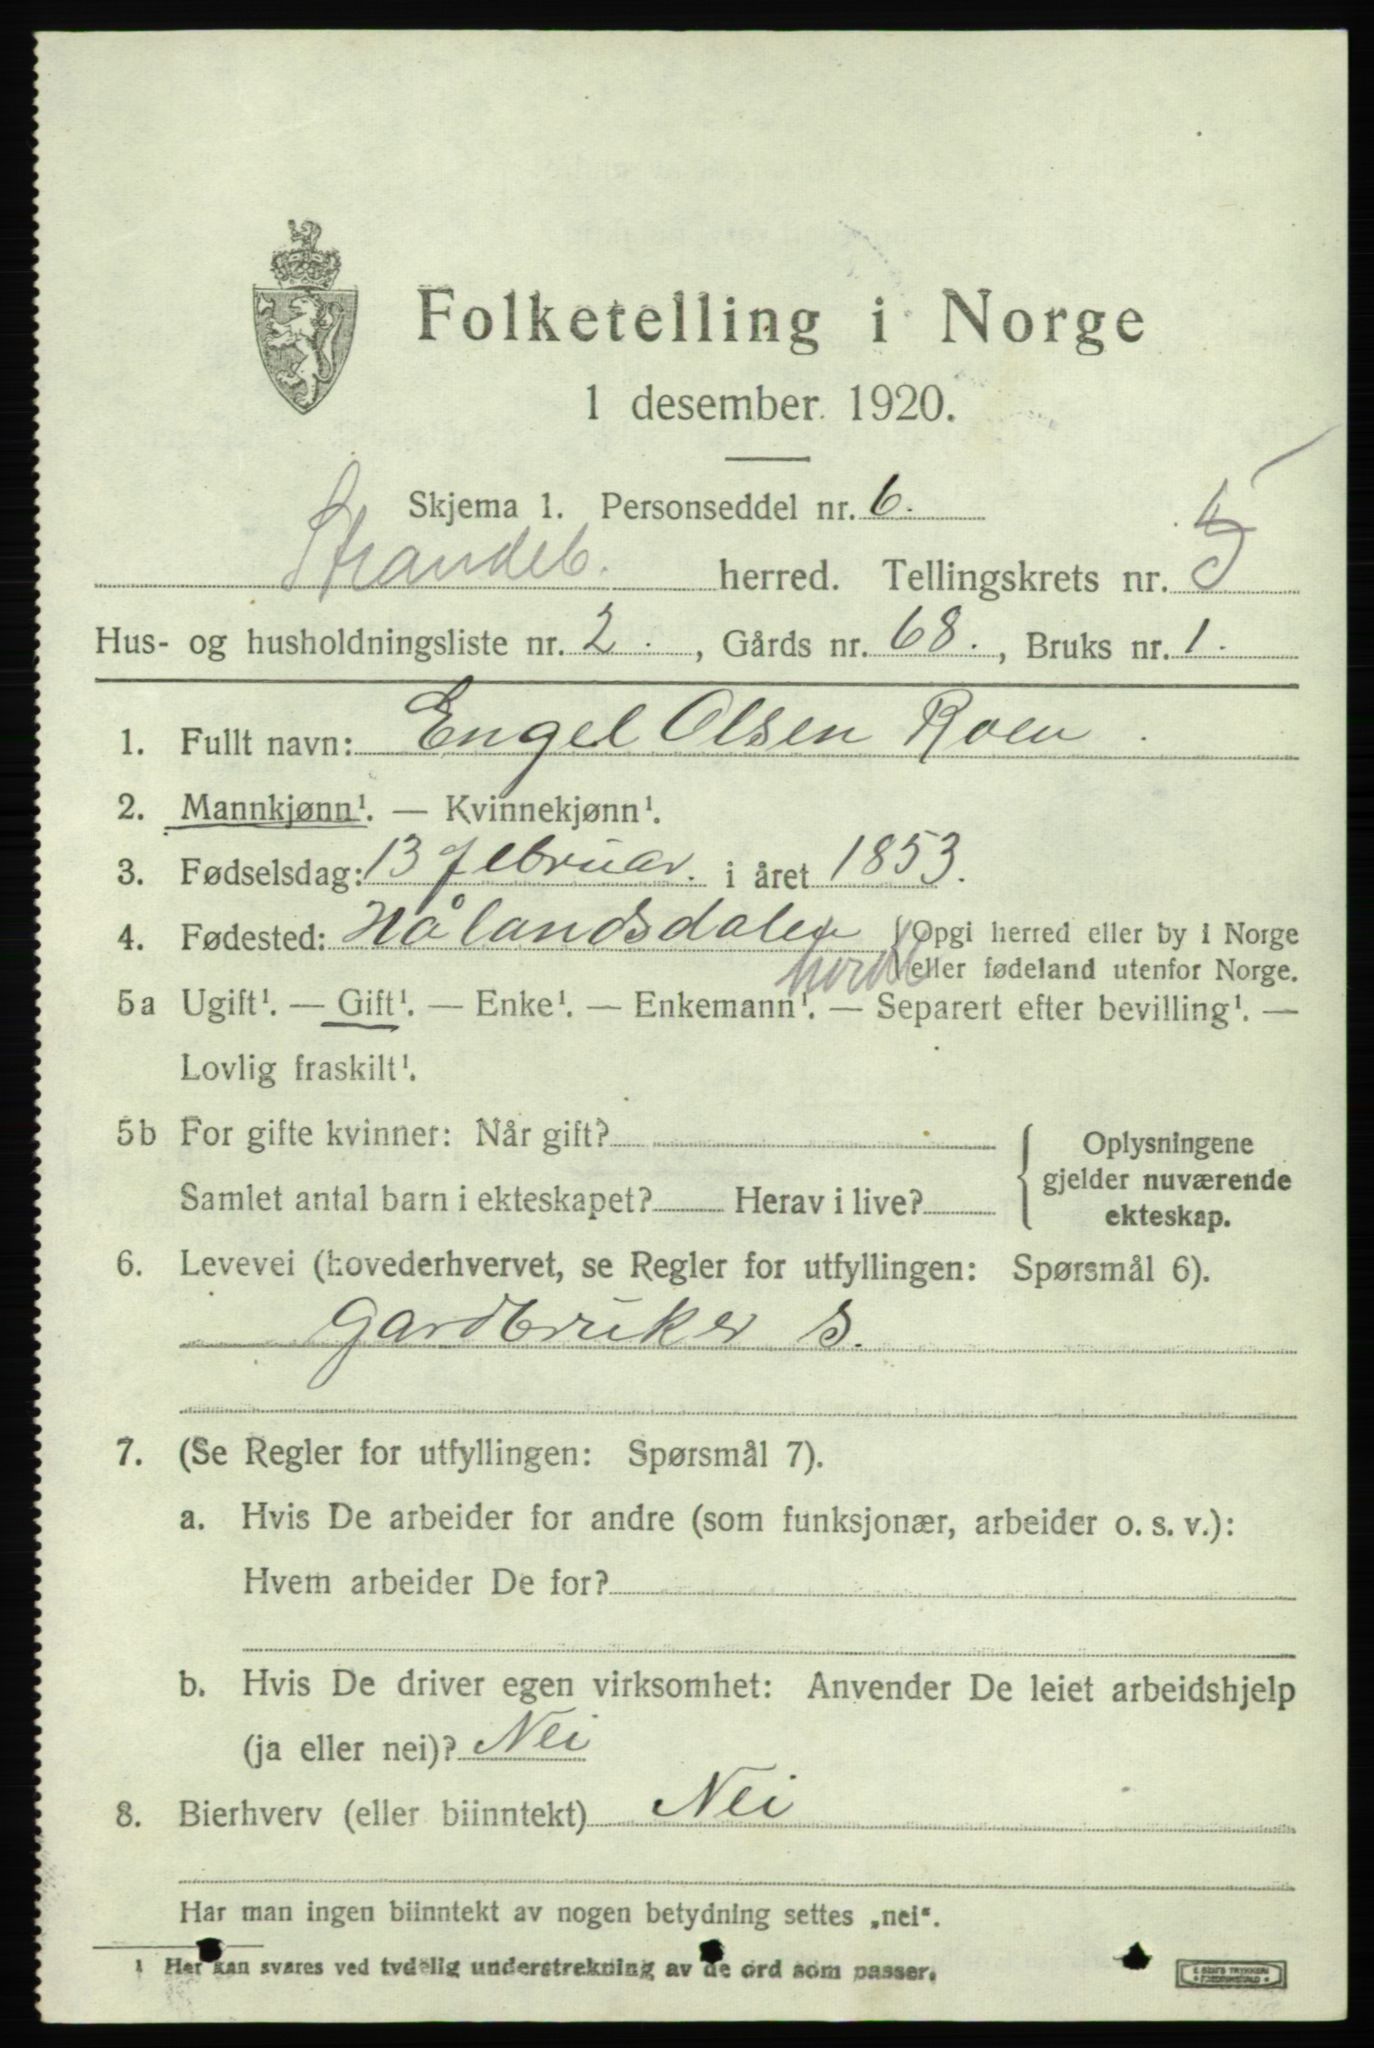 Folketelling i Norge
1 desember 1920.
Skjema 1. Personseddel nr. 6.
Strandeb. herred. Tellingskrets nr. 5
4
Hus- og husholdningsliste nr. 2. , Gårds nr. 68. , Bruks nr. 1.
1. Fullt navn: Engel Olsen Roen
2. Mannkjønn¹. — Kvinnekjønn¹.
3. Fødselsdag: 13 februar. i året 1853.
4. Fødested: Hålandsdalen {Opgi herred eller by i Norge
eller fødeland utenfor Norge.
5a Ugift¹. — Gift¹. — Enke¹. — Enkemann¹. — Separert efter bevilling¹. —
Lovlig fraskilt¹.
5b For gifte kvinner: Når gift?
Samlet antal barn i ekteskapet? Herav i live?
{ Oplysningene
gjelder nuværende
ekteskap.
6. Levevei (hovederhvervet, se Regler for utfyllingen: Spørsmål 6).
gardbruker S.
7. (Se Regler for utfyllingen: Spørsmål 7).
a. Hvis De arbeider for andre (som funksjonær, arbeider o. s. v.):
Hvem arbeider De for?
b. Hvis De driver egen virksomhet: Anvender De leiet arbeidshjelp
(ja eller nei)? Nei
8. Bierhverv (eller biinntekt) Nei
Har man ingen biinntekt av nogen betydning settes „nei“.
¹ Her kan svares ved tydelig understrekning av de ord som passer.